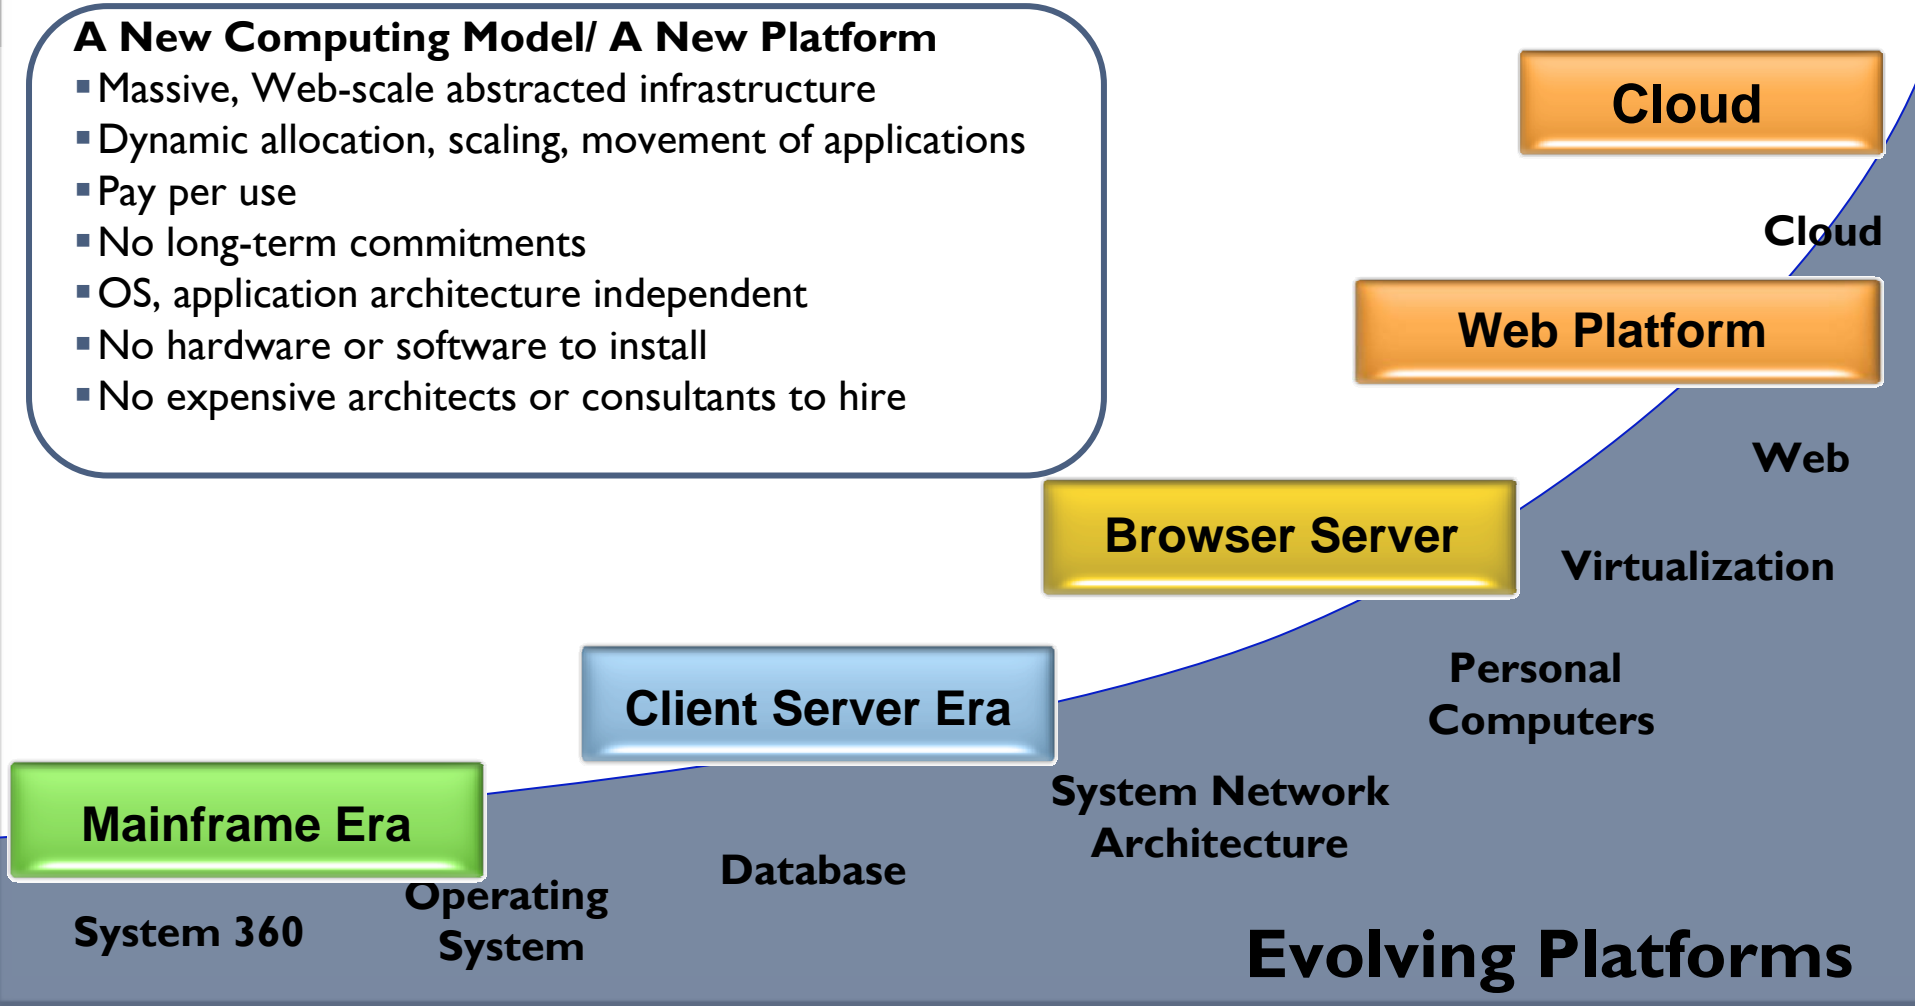 A New Computing Model/ A New Platform
▪Massive, Web-scale abstracted infrastructure
▪Dynamic allocation, scaling, movement of applications
▪Pay per use
▪No long-term commitments
▪OS, application architecture independent
▪No hardware or software to install
▪No expensive architects or consultants to hire
Cloud
Cloud
Web Platform
Web
Browser Server
Virtualization
Personal
Computers
Client Server Era
System Network
Architecture
Mainframe Era
Database
Operating
System
System 360
Evolving Platforms